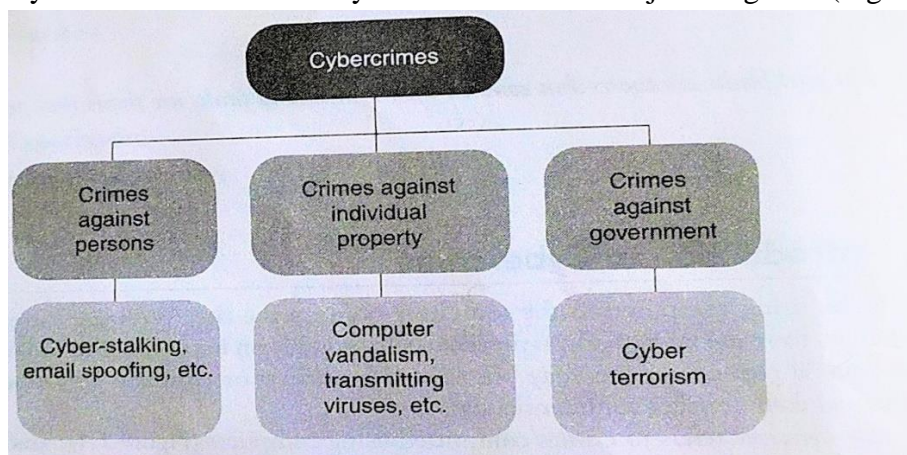 Cybercrimes
Crimes
against
persons
Crimes against
individual
property
Crimes
against
government
Cyber-stalking,
email spoofing, etc.
Computer
vandalism,
transmitting
viruses, etc.
Cyber
terrorism